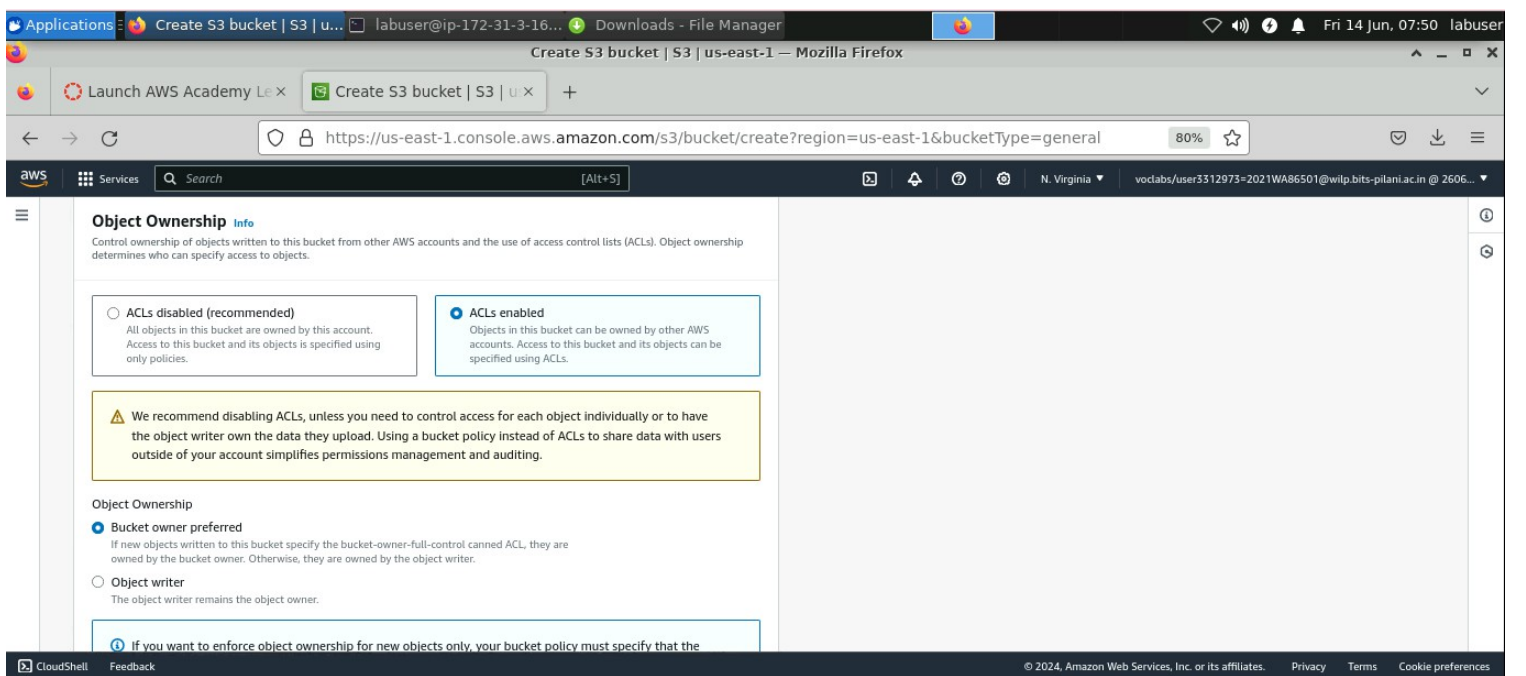 Applications Create S3 bucket | S3 | u... labuser@ip-172-31-3-16... Downloads - File Manager Fri 14 Jun, 07:50 labuser
Create S3 bucket | S3 | us-east-1 — Mozilla Firefox
Launch AWS Academy Le Create S3 bucket | S3 | u
https://us-east-1.console.aws.amazon.com/s3/bucket/create?region=us-east-1&bucketType=general 80%
aws Services Search [Alt+S] N. Virginia voclabs/user3312973=2021WA86501@wilp.bits-pilani.ac.in @ 2606...
Object Ownership Info
Control ownership of objects written to this bucket from other AWS accounts and the use of access control lists (ACLs). Object ownership
determines who can specify access to objects.
ACLs disabled (recommended)
All objects in this bucket are owned by this account.
Access to this bucket and its objects is specified using
only policies.
ACLs enabled
Objects in this bucket can be owned by other AWS
accounts. Access to this bucket and its objects can be
specified using ACLs.
We recommend disabling ACLs, unless you need to control access for each object individually or to have
the object writer own the data they upload. Using a bucket policy instead of ACLs to share data with users
outside of your account simplifies permissions management and auditing.
Object Ownership
Bucket owner preferred
If new objects written to this bucket specify the bucket-owner-full-control canned ACL, they are
owned by the bucket owner. Otherwise, they are owned by the object writer.
Object writer
The object writer remains the object owner.
If you want to enforce object ownership for new objects only, your bucket policy must specify that the
CloudShell Feedback © 2024, Amazon Web Services, Inc. or its affiliates. Privacy Terms Cookie preferences